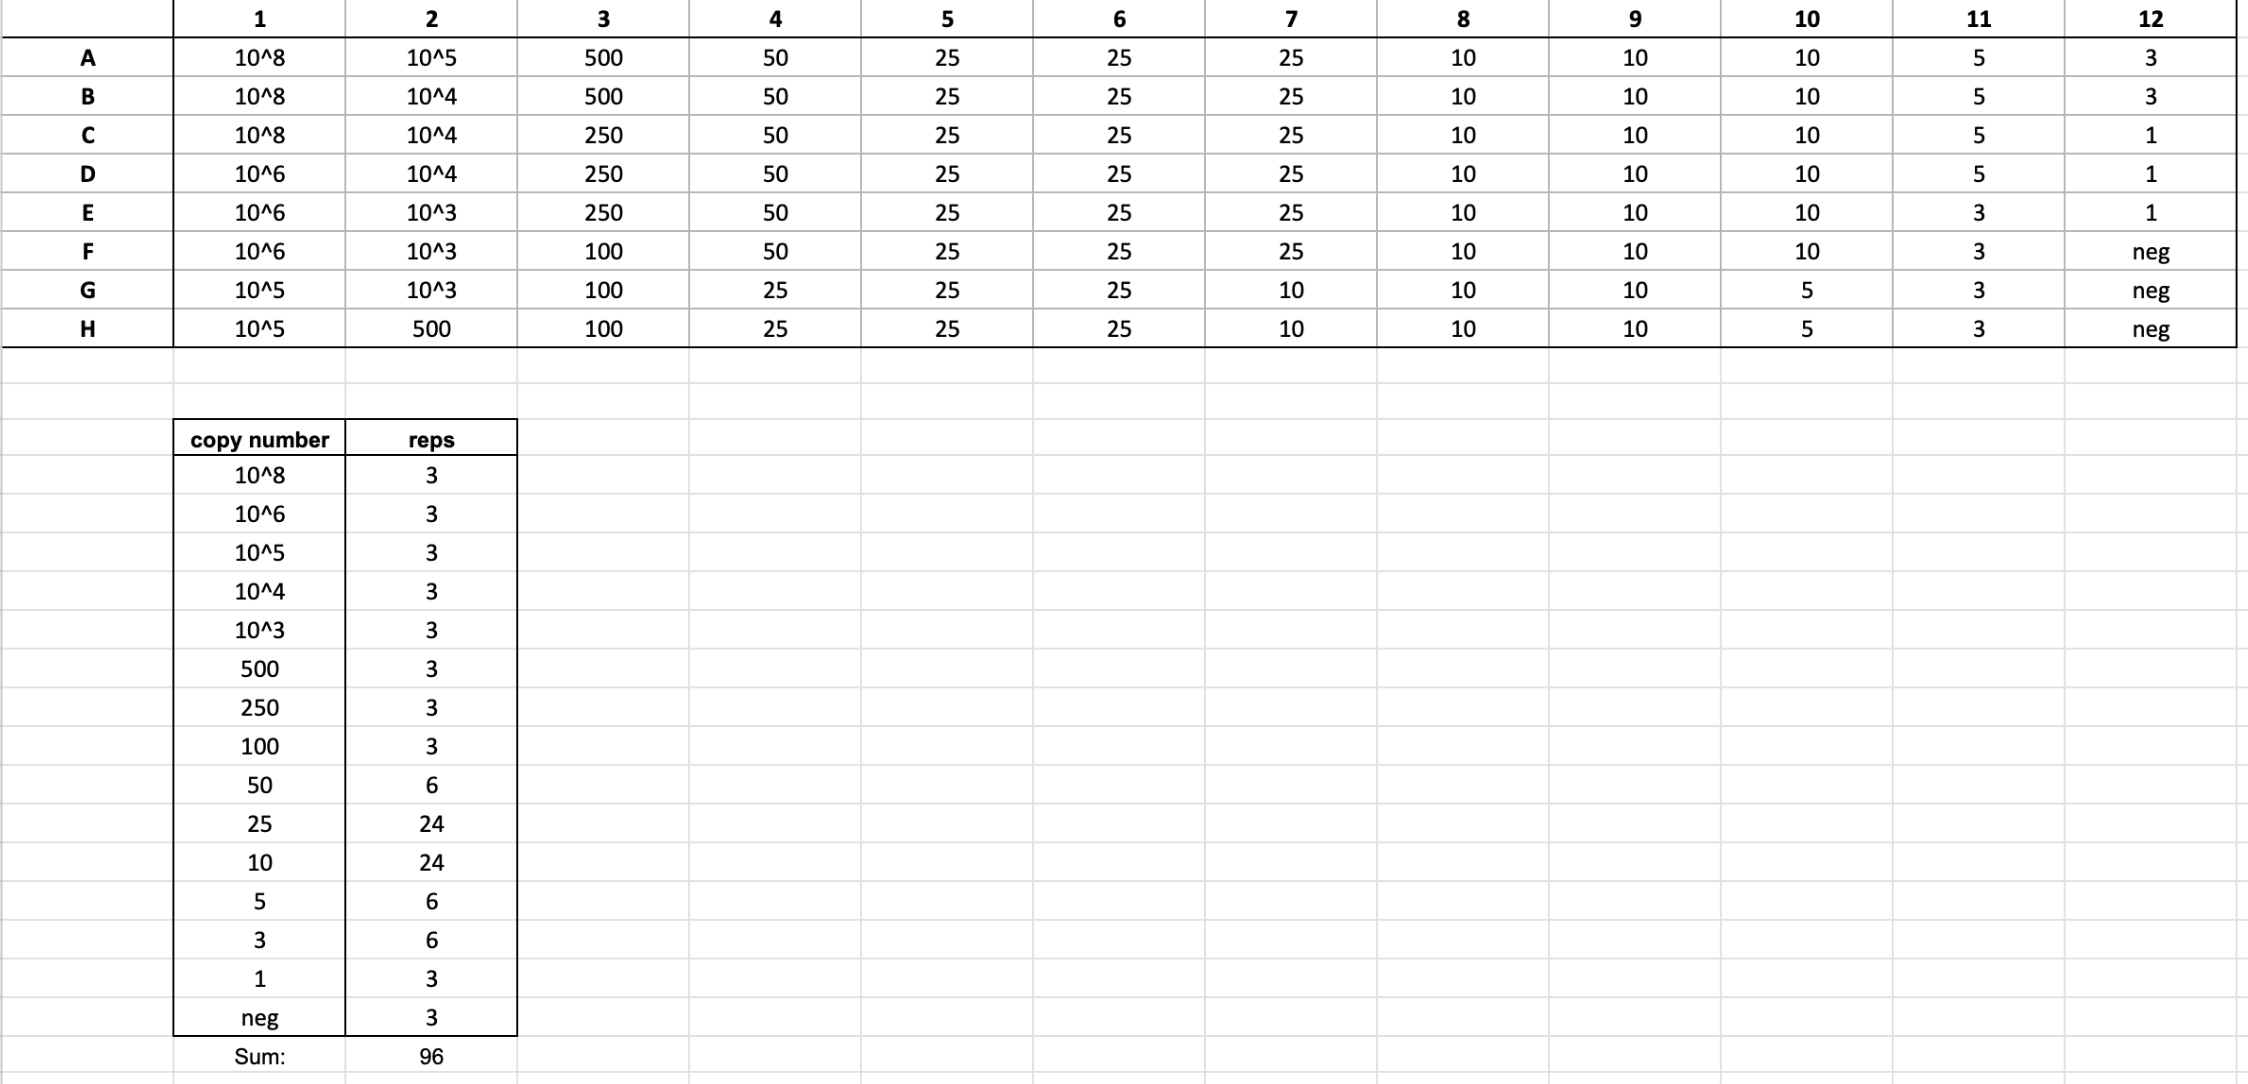 1 2 3 4 5 6 7 8 9 10 11 12
A 10^8 10^5 500 50 25 25 25 10 10 10 5 3
B 10^8 10^4 500 50 25 25 25 10 10 10 5 3
C 10^8 10^4 250 50 25 25 25 10 10 10 5 1
D 10^6 10^4 250 50 25 25 25 10 10 10 5 1
E 10^6 10^3 250 50 25 25 25 10 10 10 3 1
F 10^6 10^3 100 50 25 25 25 10 10 10 3 neg
G 10^5 10^3 100 25 25 25 10 10 10 5 3 neg
H 10^5 500 100 25 25 25 10 10 10 5 3 neg
copy number reps
10^8 3
10^6 3
10^5 3
10^4 3
10^3 3
500 3
250 3
100 3
50 6
25 24
10 24
5 6
3 6
1 3
neg 3
Sum: 96